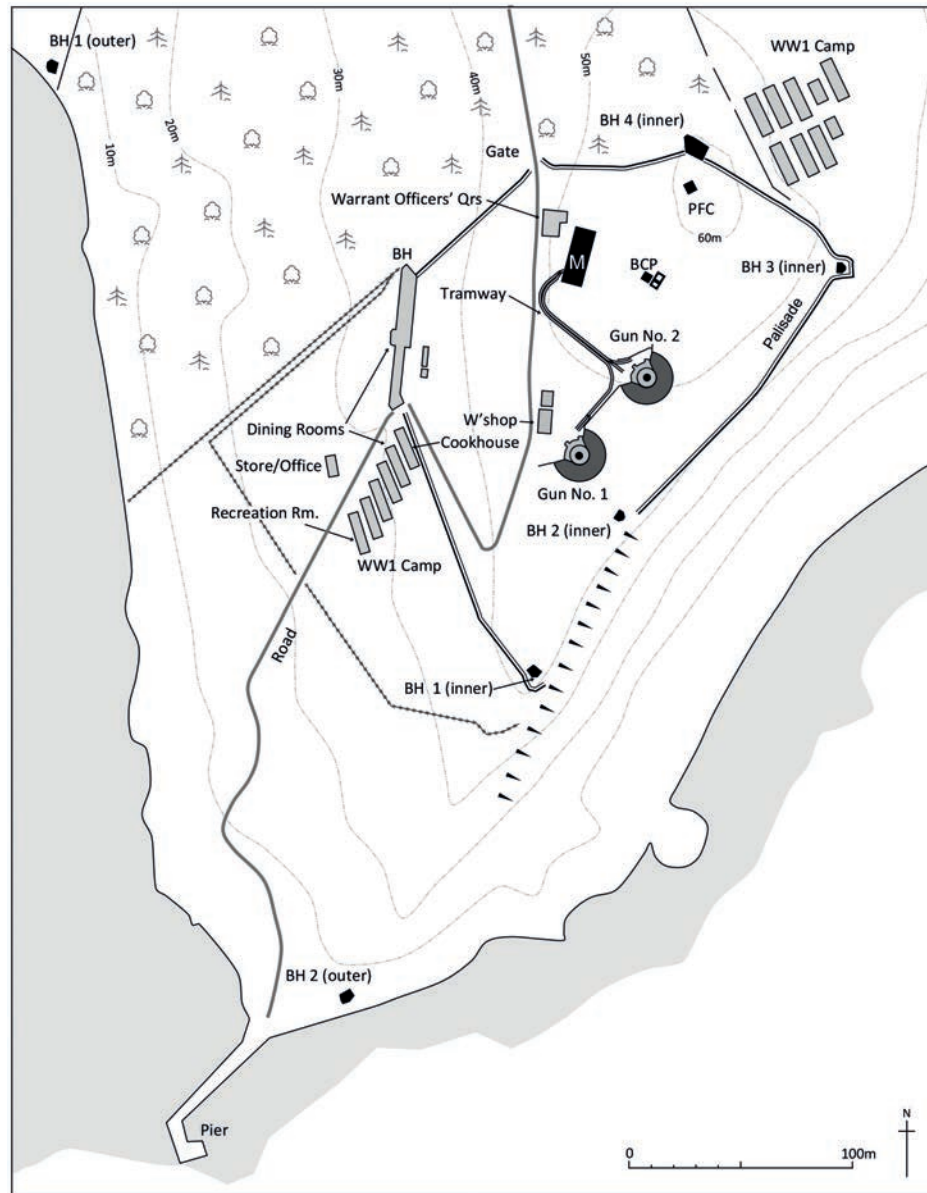 BH 1 (outer)
WW1 Camp
10m
20m
30m
40m
50m
BH 4 (inner)
Gate
Warrant Officers' Qrs
PFC
60m
BH
M
BCP
BH 3 (inner)
Tramway
Palisade
Gun No. 2
Dining Rooms
W'shop
Cookhouse
Store/Office
Gun No. 1
Recreation Rm.
BH 2 (inner)
WW1 Camp
Road
BH 1 (inner)
BH 2 (outer)
Pier
N
0
100m